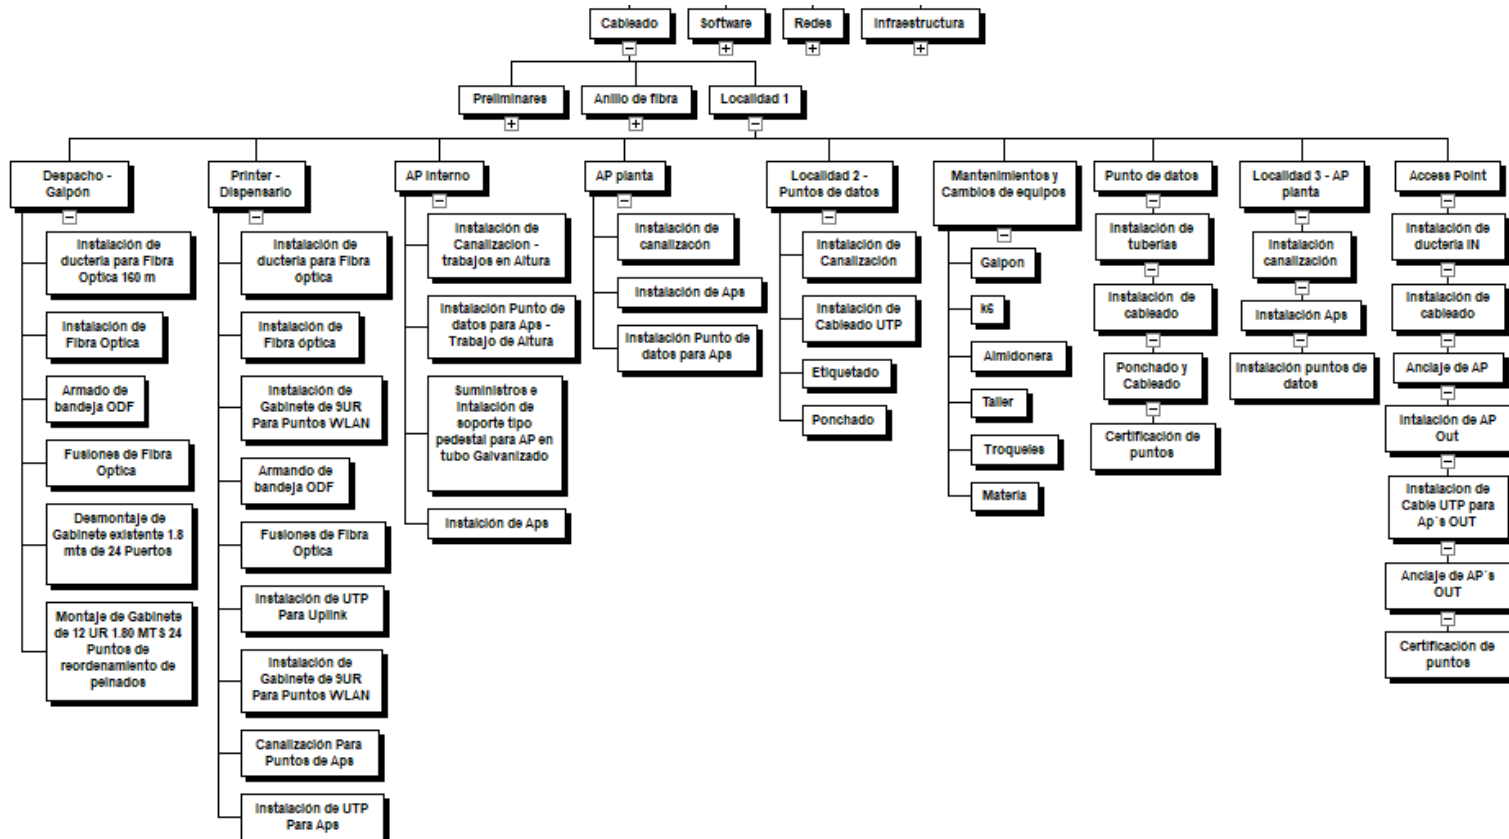 Cableado
Software
Redes
Infraestructura
Preliminares
Anillo de fibra
Localidad 1
Despacho -
Galpón
Instalación de
ducteria para Fibra
Optica 160 m
Instalación de
Fibra Optica
Armado de
bandeja ODF
Fusiones de Fibra
Optica
Desmontaje de
Gabinete existente 1.8
mts de 24 Puertos
Montaje de Gabinete
de 12 UR 1.80 MTS 24
Puntos de
reordenamiento de
peinados
Printer -
Dispensario
Instalación de
ducteria para Fibra
óptica
Instalación de
Fibra óptica
Instalación de
Gabinete de 9UR
Para Puntos WLAN
Armando de
bandeja ODF
Fusiones de Fibra
Optica
Instalación de UTP
Para Uplink
Instalación de
Gabinete de 9UR
Para Puntos WLAN
Canalización Para
Puntos de Aps
Instalación de UTP
Para Aps
AP Interno
Instalación de
Canalizacion -
trabajos en Altura
Instalación Punto de
datos para Aps -
Trabajo de Altura
Suministros e
Intalación de
soporte tipo
pedestal para AP en
tubo Galvanizado
Instalción de Aps
AP planta
Instalación de
canalizacón
Instalación de Aps
Instalación Punto de
datos para Aps
Localidad 2 -
Puntos de datos
Instalación de
Canalización
Instalación de
Cableado UTP
Etiquetado
Ponchado
Mantenimientos y
Cambios de equipos
Galpon
k6
Almidonera
Taller
Troqueles
Materia
Punto de datos
Instalación de
tuberias
Instalación de
cableado
Ponchado y
Cableado
Certificación de
puntos
Localidad 3 - AP
planta
Instalación
canalización
Instalación Aps
Instalación puntos de
datos
Access Point
Instalación de
ducteria IN
Instalación de
cableado
Anclaje de AP
Intalación de AP
Out
Instalacion de
Cable UTP para
Ap´s OUT
Anclaje de AP´s
OUT
Certificación de
puntos